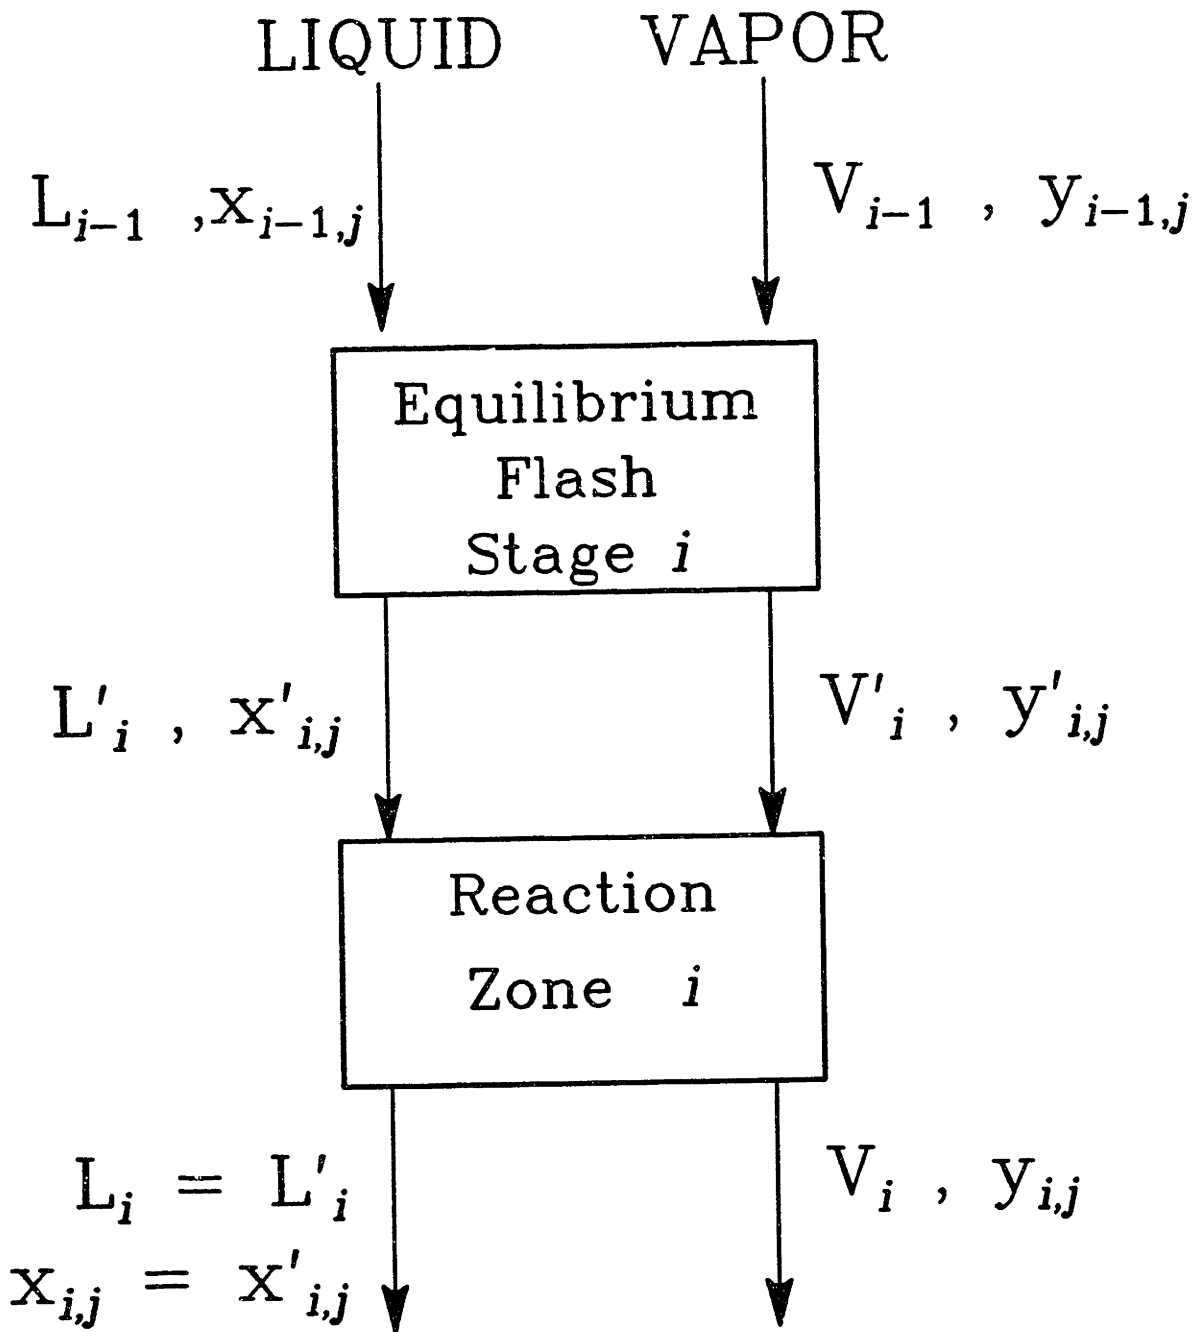 LIQUID VAPOR
L_{i-1} ,x_{i-1,j} V_{i-1} , y_{i-1,j}
Equilibrium
Flash
Stage i
L'_i , x'_{i,j} V'_i , y'_{i,j}
Reaction
Zone i
L_i = L'_i V_i , y_{i,j}
x_{i,j} = x'_{i,j}